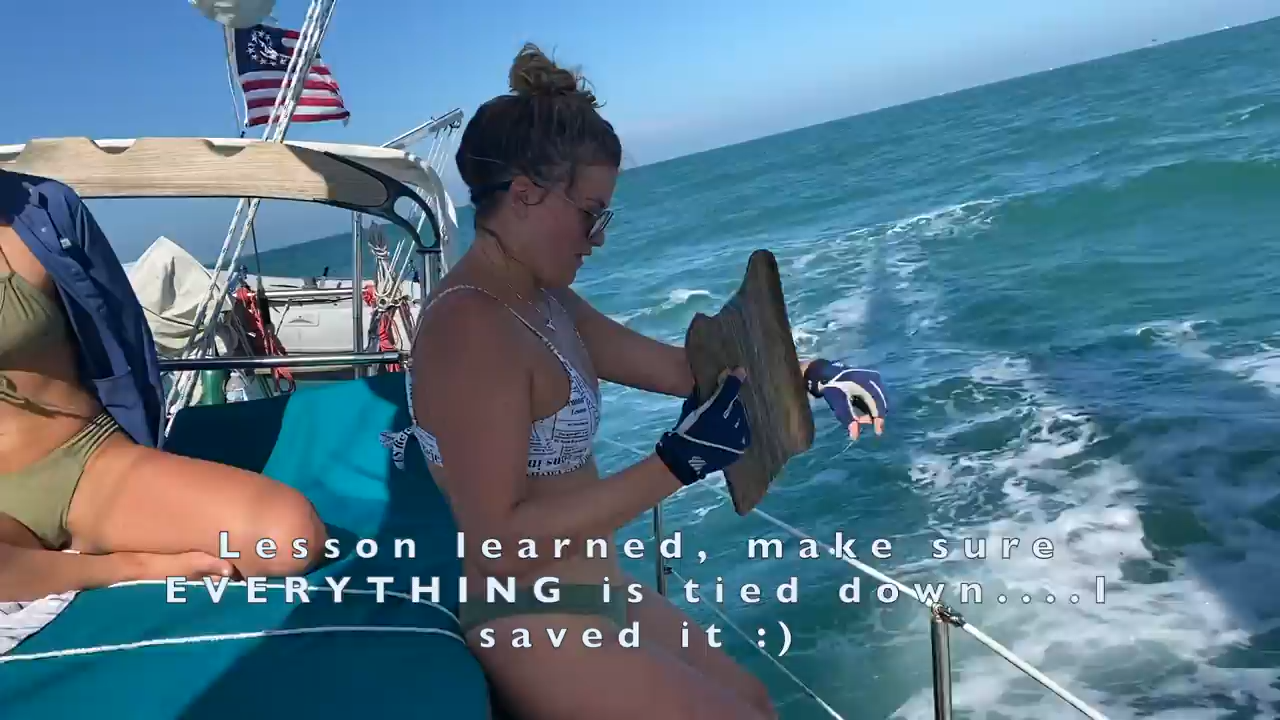 Lesson learned, make sure
EVERYTHING is tied down....I
saved it :)